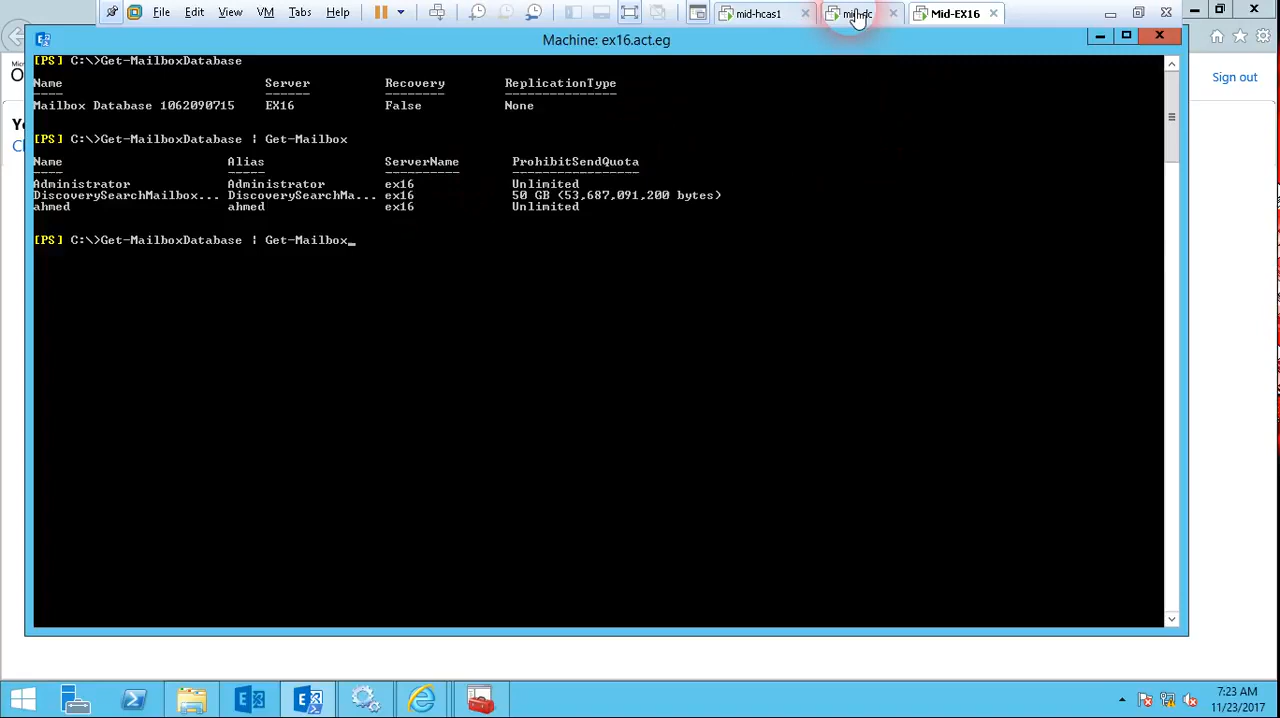 File Edit View VM Tabs Help mid-hcas1 Mid-EX16
Machine: ex16.act.eg
Sign out
[PS] C:\>Get-MailboxDatabase
Name Server Recovery ReplicationType
---- ------ -------- ---------------
Mailbox Database 1062090715 EX16 False None
[PS] C:\>Get-MailboxDatabase | Get-Mailbox
Name Alias ServerName ProhibitSendQuota
---- ----- ---------- -----------------
Administrator Administrator ex16 Unlimited
DiscoverySearchMailbox... DiscoverySearchMa... ex16 50 GB (53,687,091,200 bytes)
ahmed ahmed ex16 Unlimited
[PS] C:\>Get-MailboxDatabase | Get-Mailbox_
7:23 AM
11/23/2017